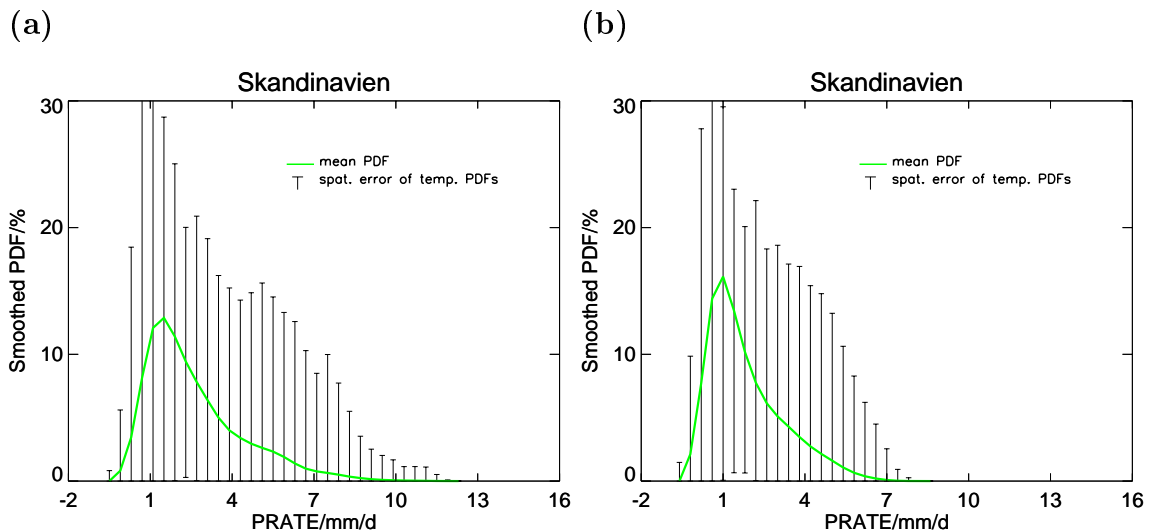 (a)
Skandinavien
30
20
10
0
Smoothed PDF/%
mean PDF
spat. error of temp. PDFs
-2 1 4 7 10 13 16
PRATE/mm/d
(b)
Skandinavien
30
20
10
0
Smoothed PDF/%
mean PDF
spat. error of temp. PDFs
-2 1 4 7 10 13 16
PRATE/mm/d